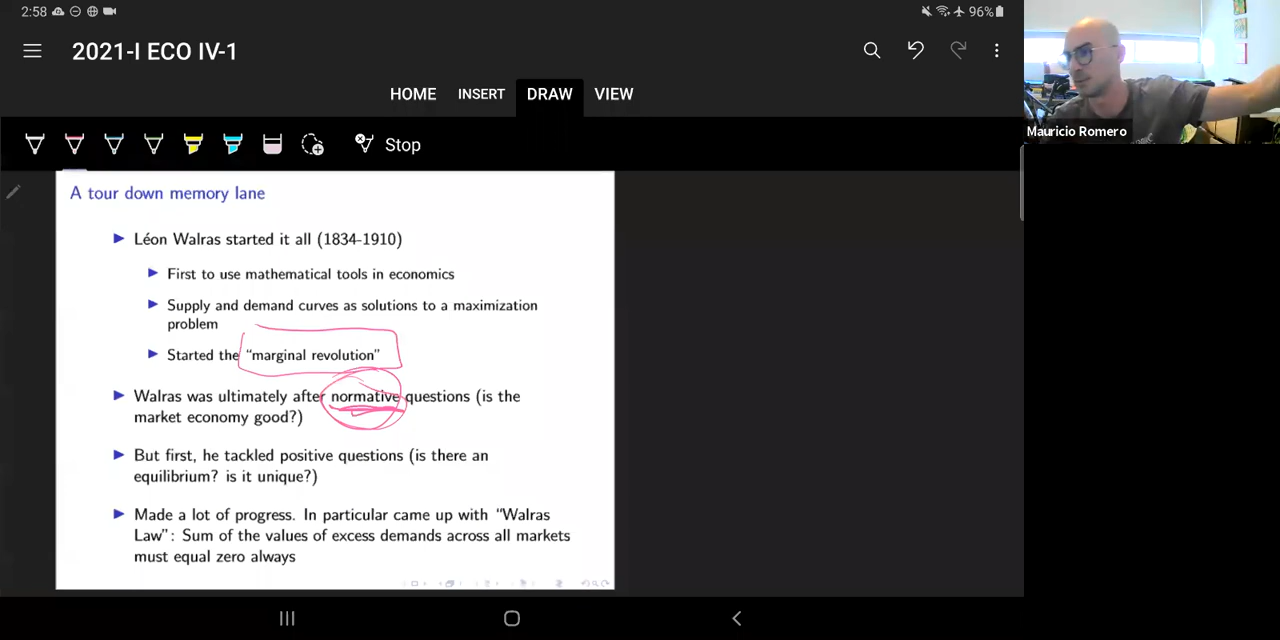 2:58
96%
2021-I ECO IV-1
HOME INSERT DRAW VIEW
Stop
Mauricio Romero
A tour down memory lane
Léon Walras started it all (1834-1910)
First to use mathematical tools in economics
Supply and demand curves as solutions to a maximization
problem
Started the “marginal revolution”
Walras was ultimately after normative questions (is the
market economy good?)
But first, he tackled positive questions (is there an
equilibrium? is it unique?)
Made a lot of progress. In particular came up with “Walras
Law”: Sum of the values of excess demands across all markets
must equal zero always